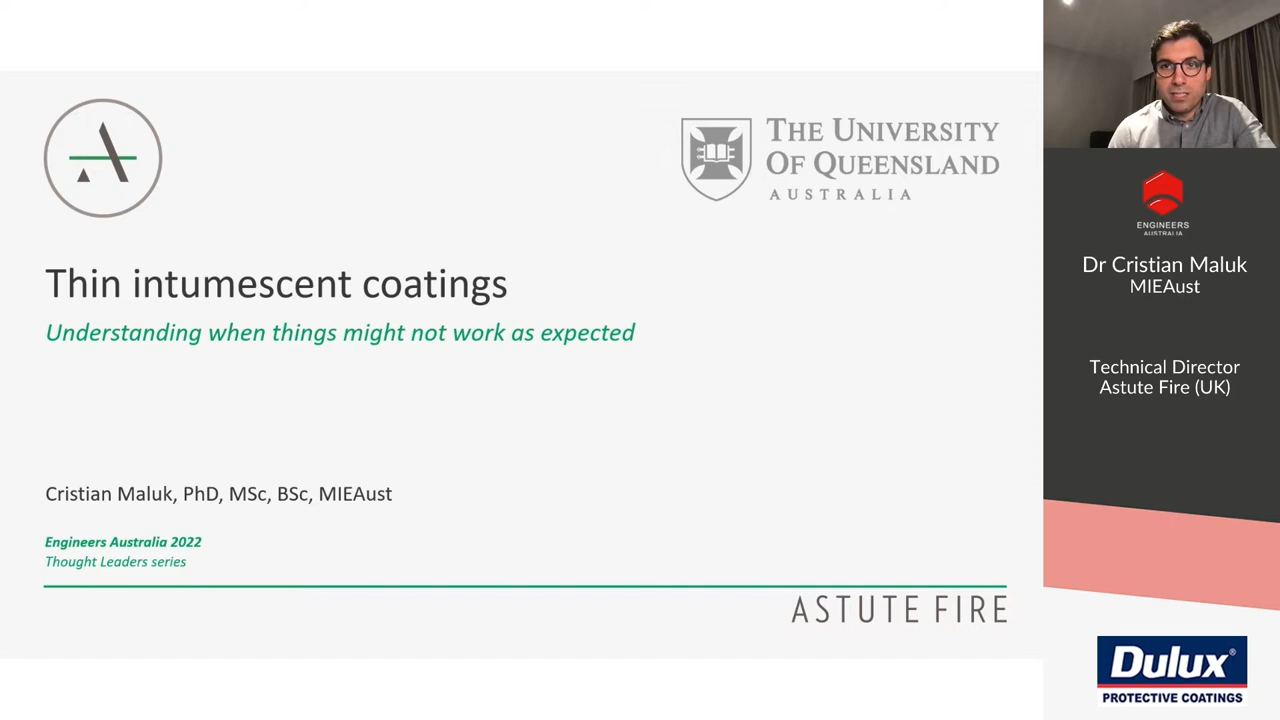 THE UNIVERSITY
OF QUEENSLAND
AUSTRALIA
Thin intumescent coatings
Understanding when things might not work as expected
Cristian Maluk, PhD, MSc, BSc, MIEAust
Engineers Australia 2022
Thought Leaders series
ASTUTE FIRE
ENGINEERS
AUSTRALIA
Dr Cristian Maluk
MIEAust
Technical Director
Astute Fire (UK)
Dulux®
PROTECTIVE COATINGS